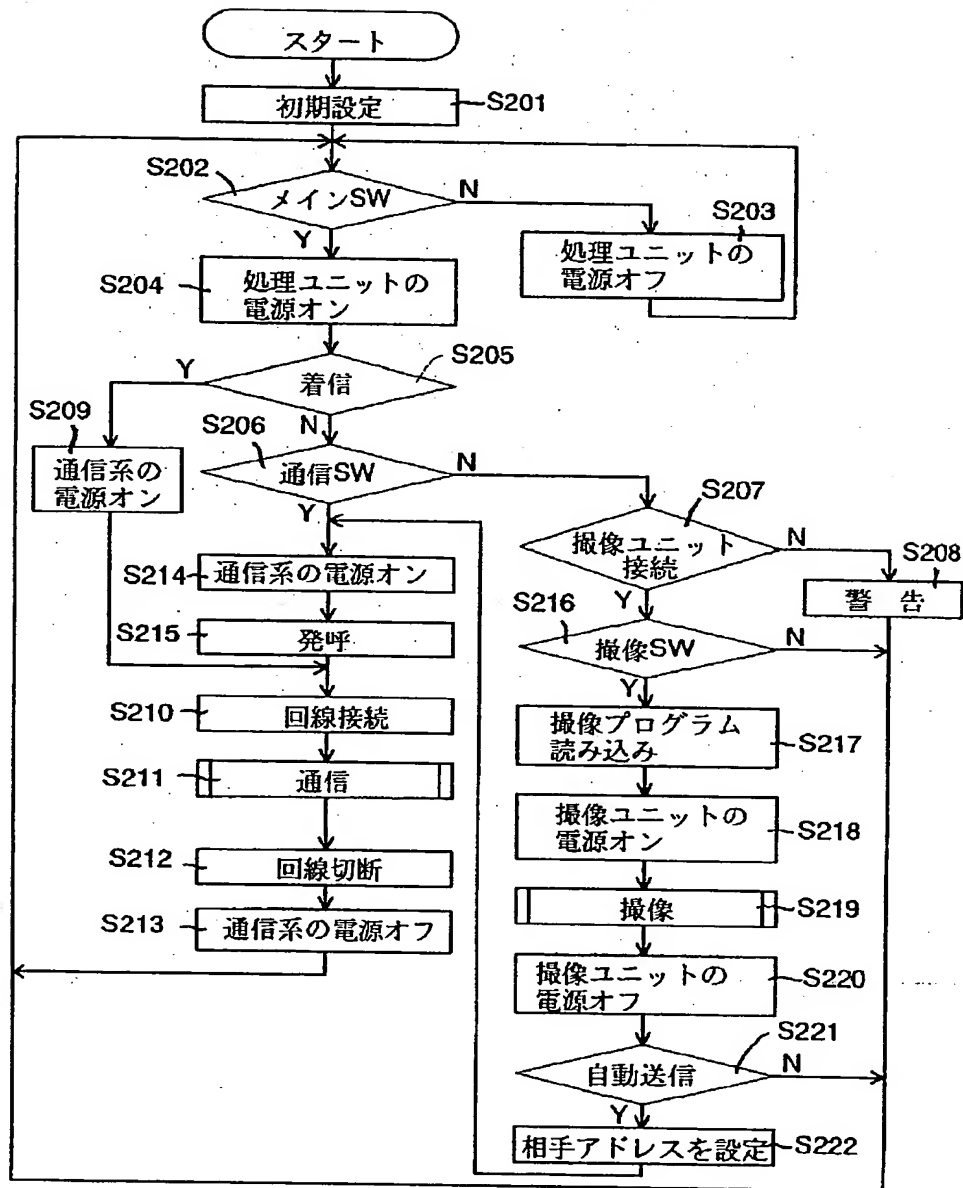 スタート
初期設定
S201
S202
メインSW
N
Y
S203
処理ユニットの
電源オフ
S204
処理ユニットの
電源オン
S205
Y
着信
N
S209
通信系の
電源オン
S206
通信SW
N
Y
S207
撮像ユニット
接続
N
Y
S208
警 告
S214
通信系の電源オン
S215
発呼
S216
撮像SW
N
Y
S210
回線接続
S217
撮像プログラム
読み込み
S211
通信
S218
撮像ユニットの
電源オン
S212
回線切断
S219
撮像
S213
通信系の電源オフ
S220
撮像ユニットの
電源オフ
S221
自動送信
N
Y
S222
相手アドレスを設定